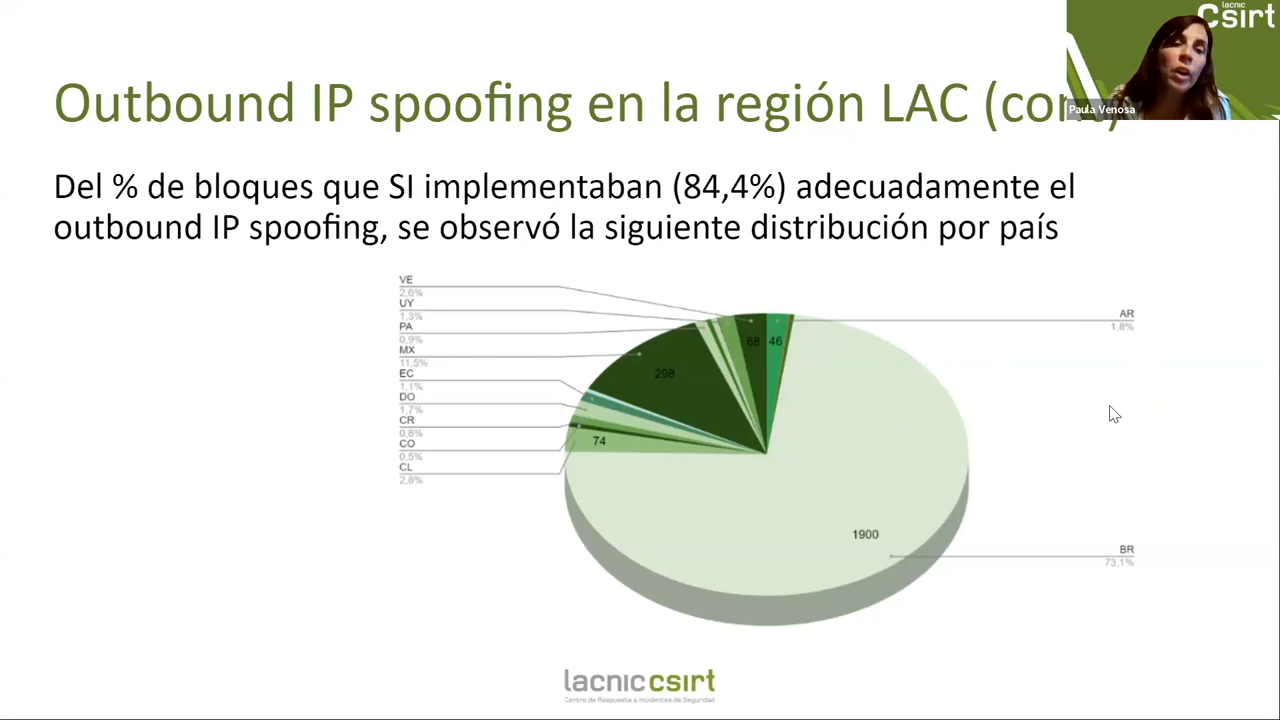 lacnic
Csirt
Paula Venosa
Outbound IP spoofing en la región LAC (cont)
Del % de bloques que SI implementaban (84,4%) adecuadamente el
outbound IP spoofing, se observó la siguiente distribución por país
VE
2,6%
UY
1,3%
PA
0,9%
MX
11,5%
EC
1,1%
DO
1,7%
CR
0,8%
CO
0,5%
CL
2,8%
68
46
298
74
1900
AR
1,8%
BR
73,1%
lacnic csirt
Centro de Respuesta a Incidentes de Seguridad